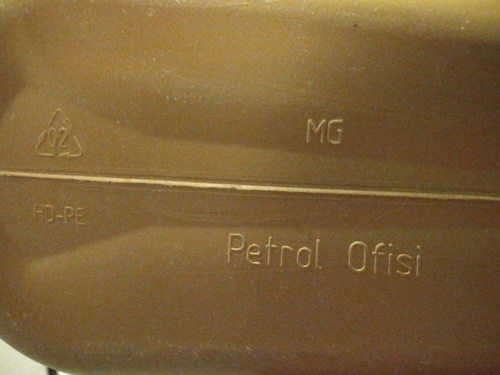 02
MG
HD-PE
Petrol Ofisi